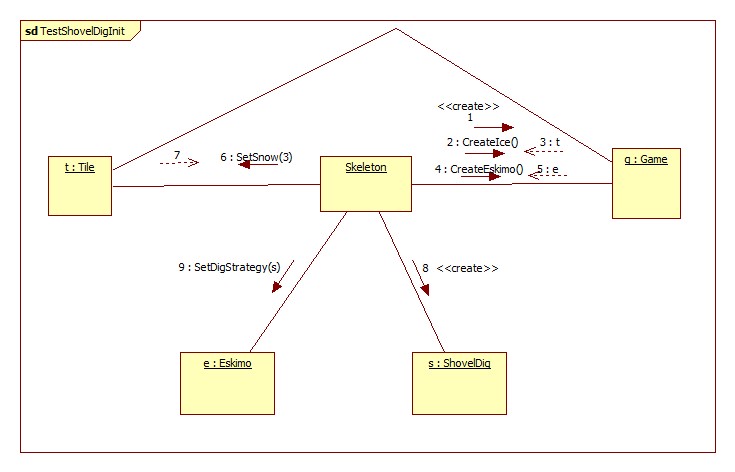 sd TestShovelDigInit
<<create>>
1
2 : CreateIce()
3 : t
7
6 : SetSnow(3)
t : Tile
Skeleton
4 : CreateEskimo()
5 : e
g : Game
9 : SetDigStrategy(s)
8 <<create>>
e : Eskimo
s : ShovelDig